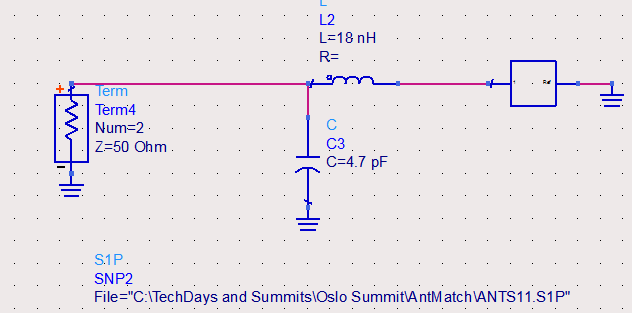 L
L2
L=18 nH
R=
Term
Term4
Num=2
Z=50 Ohm
C
C3
C=4.7 pF
Ref
S1P
SNP2
File="C:\TechDays and Summits\Oslo Summit\AntMatch\ANTS11.S1P"